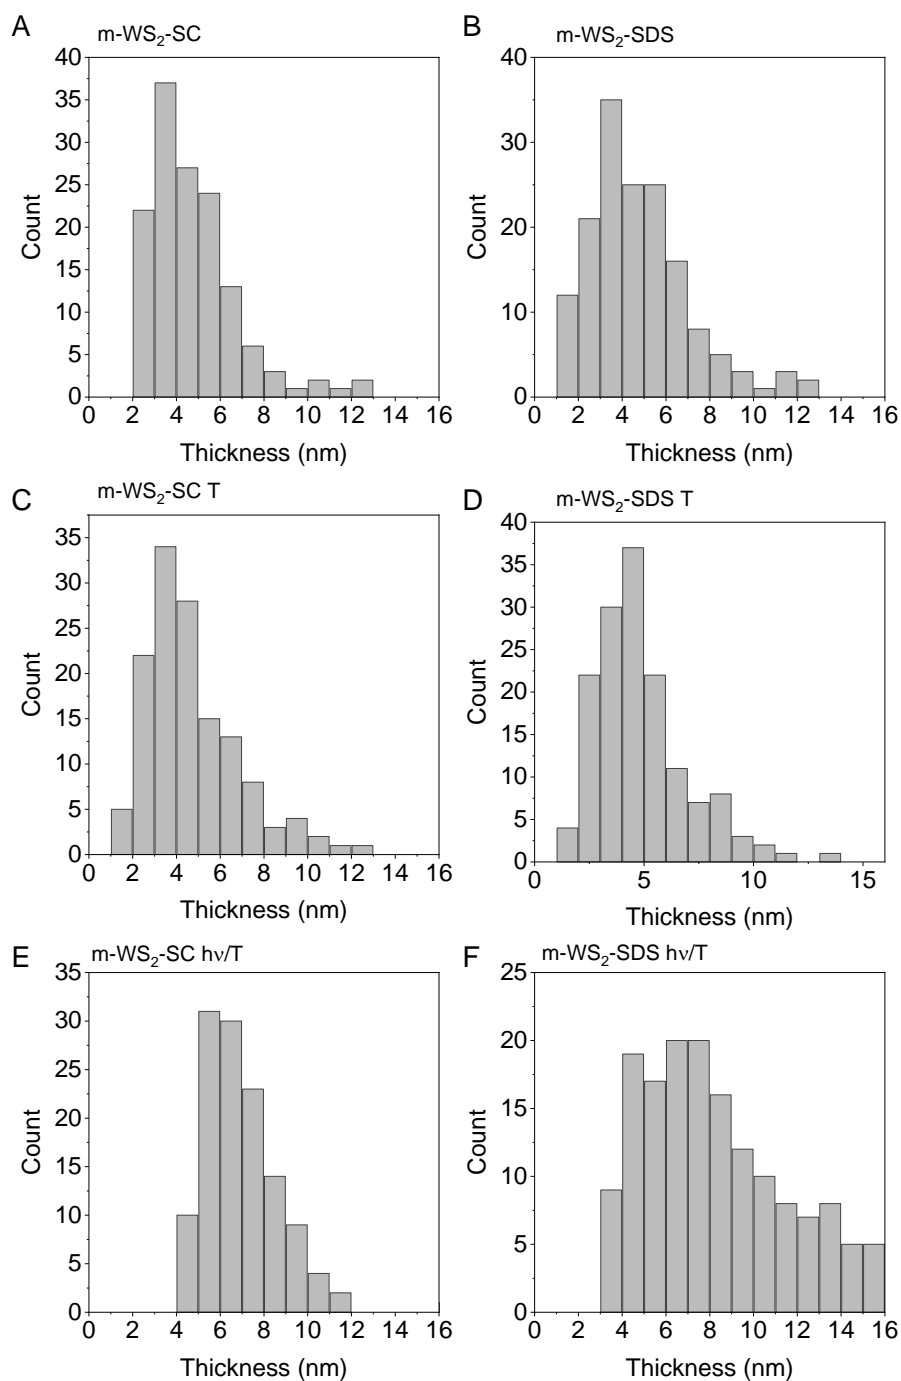 A
m-WS₂-SC
40
35
30
25
20
15
10
5
0
0 2 4 6 8 10 12 14 16
Count
Thickness (nm)
B
m-WS₂-SDS
40
30
20
10
0
0 2 4 6 8 10 12 14 16
Count
Thickness (nm)
C
m-WS₂-SC T
35
30
25
20
15
10
5
0
0 2 4 6 8 10 12 14 16
Count
Thickness (nm)
D
m-WS₂-SDS T
40
35
30
25
20
15
10
5
0
0 5 10 15
Count
Thickness (nm)
E
m-WS₂-SC hν/T
35
30
25
20
15
10
5
0
0 2 4 6 8 10 12 14 16
Count
Thickness (nm)
F
m-WS₂-SDS hν/T
25
20
15
10
5
0
0 2 4 6 8 10 12 14 16
Count
Thickness (nm)